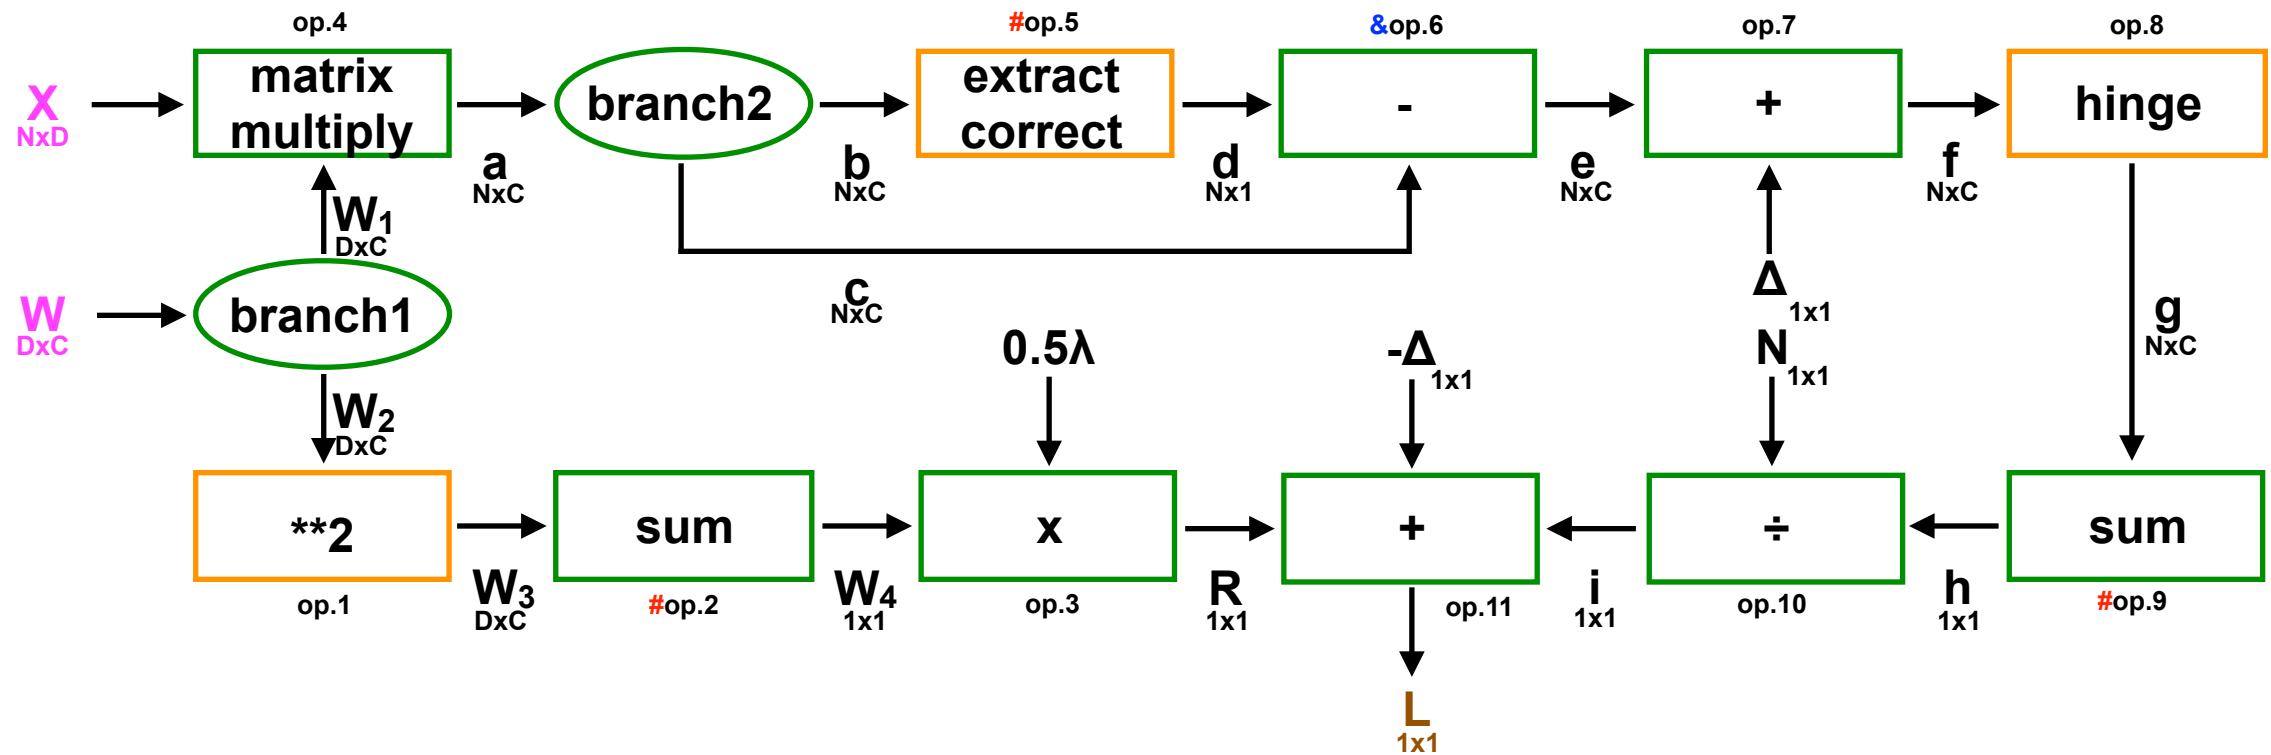 op.4
#op.5
&op.6
op.7
op.8
X
NxD
matrix
multiply
branch2
extract
correct
-
+
hinge
a
NxC
b
NxC
d
Nx1
e
NxC
f
NxC
W1
DxC
W
DxC
branch1
c
NxC
Δ
1x1
g
NxC
0.5λ
-Δ
1x1
N
1x1
W2
DxC
**2
sum
x
+
÷
sum
op.1
W3
DxC
#op.2
W4
1x1
op.3
R
1x1
op.11
i
1x1
op.10
h
1x1
#op.9
L
1x1